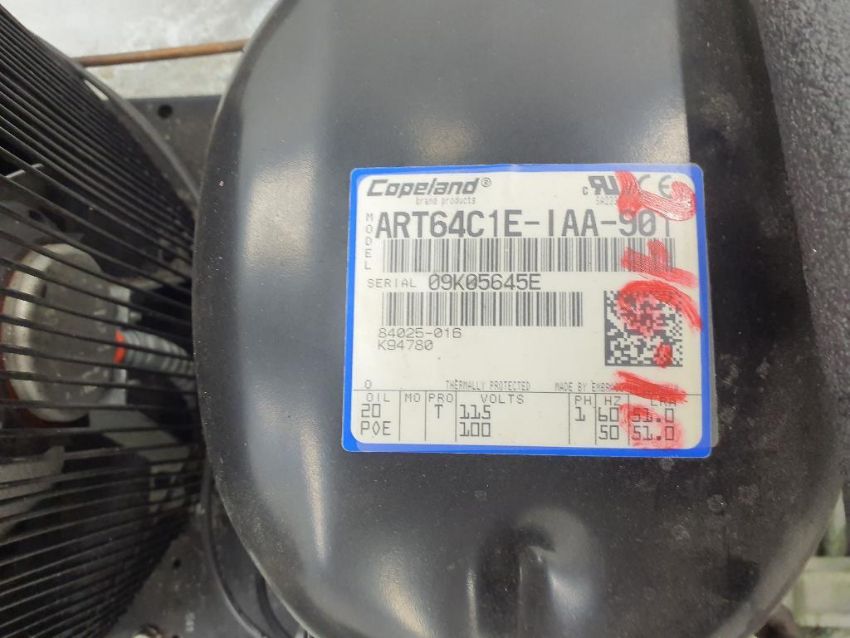 Copeland®
brand products
MODEL ART64C1E-IAA-901
SERIAL 09K05645E
84025-016
K94780
THERMALLY PROTECTED MADE BY
OIL MO PRO VOLTS PH HZ LRA
20 T 115 1 60 51.0
POE 100 50 51.0